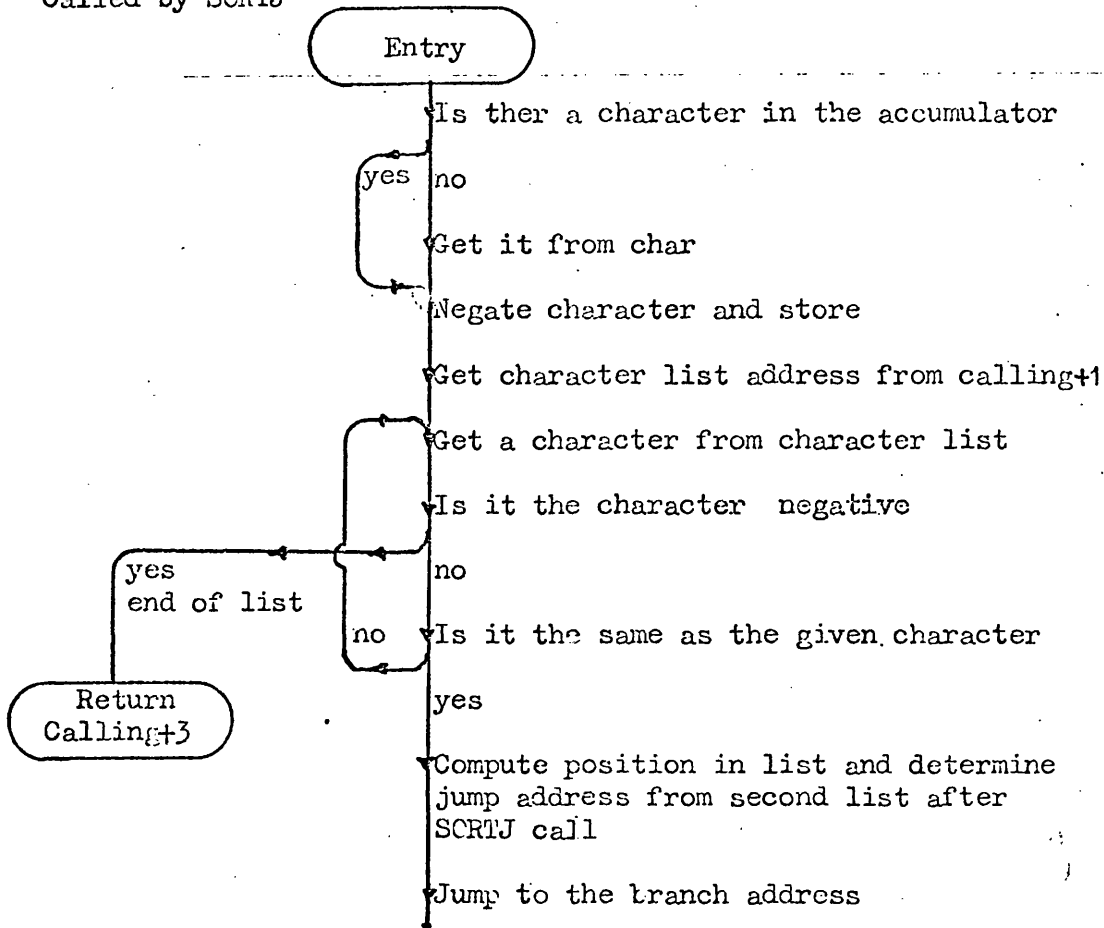 Called by SCRTJ
Entry
Is ther a character in the accumulator
yes no
Get it from char
Negate character and store
Get character list address from calling+1
Get a character from character list
Is it the character negative
yes
end of list
no
no
Is it the same as the given character
yes
Return
Calling+3
Compute position in list and determine
jump address from second list after
SCRTJ call
Jump to the branch address